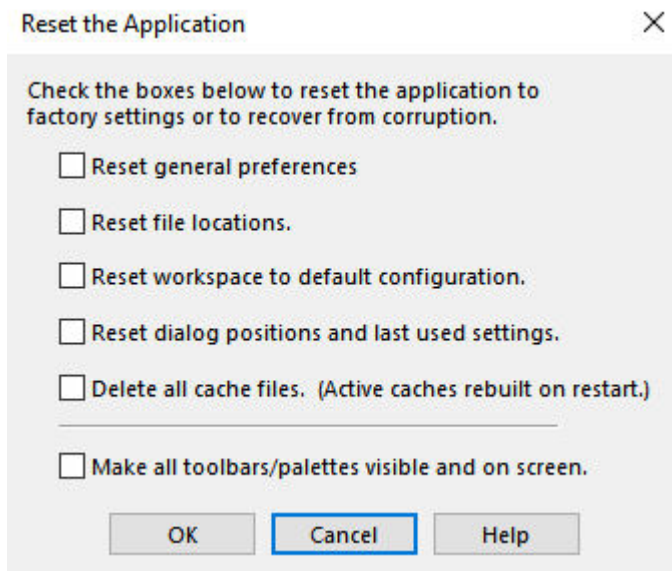 Reset the Application
Check the boxes below to reset the application to
factory settings or to recover from corruption.
Reset general preferences
Reset file locations.
Reset workspace to default configuration.
Reset dialog positions and last used settings.
Delete all cache files.  (Active caches rebuilt on restart.)
Make all toolbars/palettes visible and on screen.
OK Cancel Help